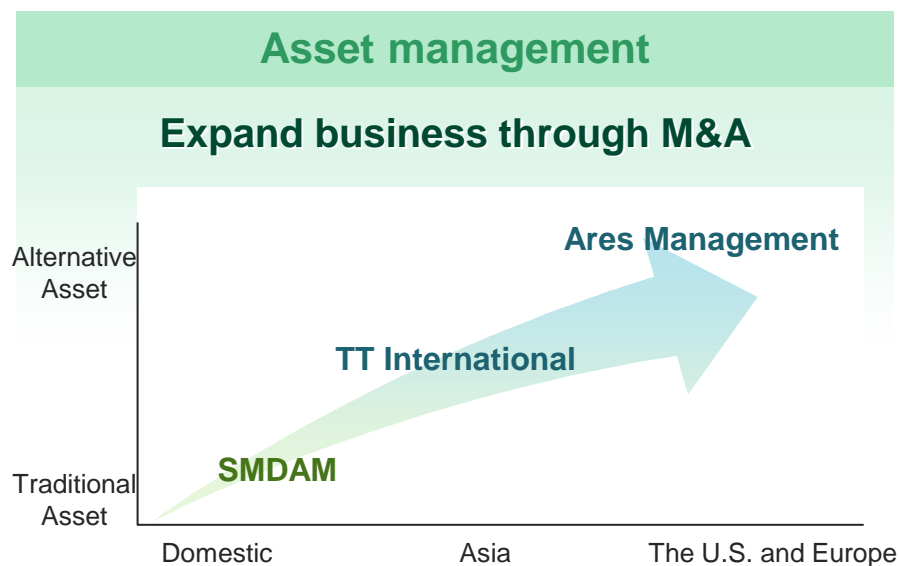 Asset management
Expand business through M&A
Ares Management
Alternative
Asset
TT International
SMDAM
Traditional
Asset
Domestic
Asia
The U.S. and Europe